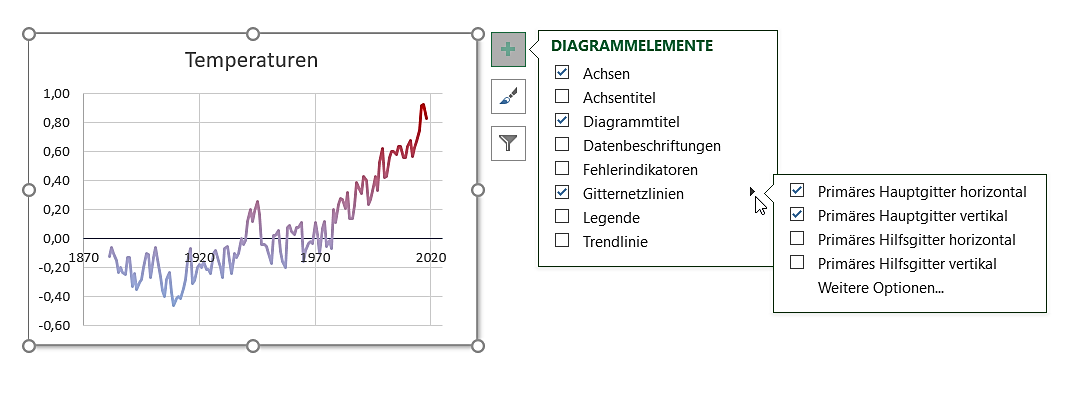 Temperaturen
1,00
0,80
0,60
0,40
0,20
0,00
1870 1920 1970 2020
-0,20
-0,40
-0,60
DIAGRAMMELEMENTE
Achsen
Achsentitel
Diagrammtitel
Datenbeschriftungen
Fehlerindikatoren
Gitternetzlinien
Legende
Trendlinie
Primäres Hauptgitter horizontal
Primäres Hauptgitter vertikal
Primäres Hilfsgitter horizontal
Primäres Hilfsgitter vertikal
Weitere Optionen...